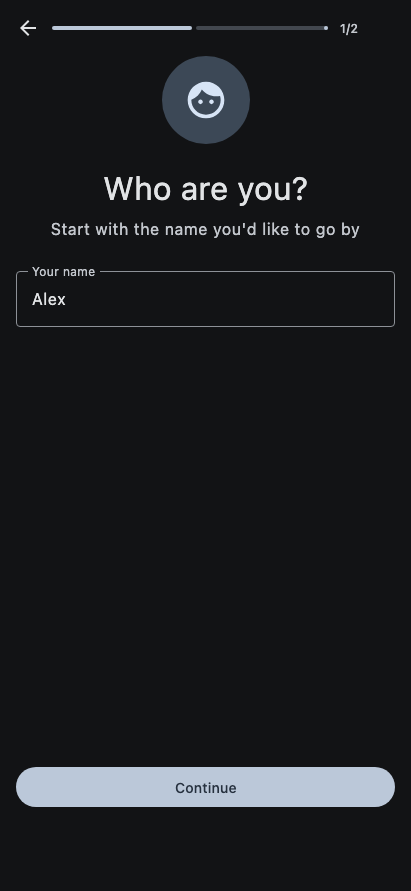 1/2
Who are you?
Start with the name you'd like to go by
Your name
Alex
Continue